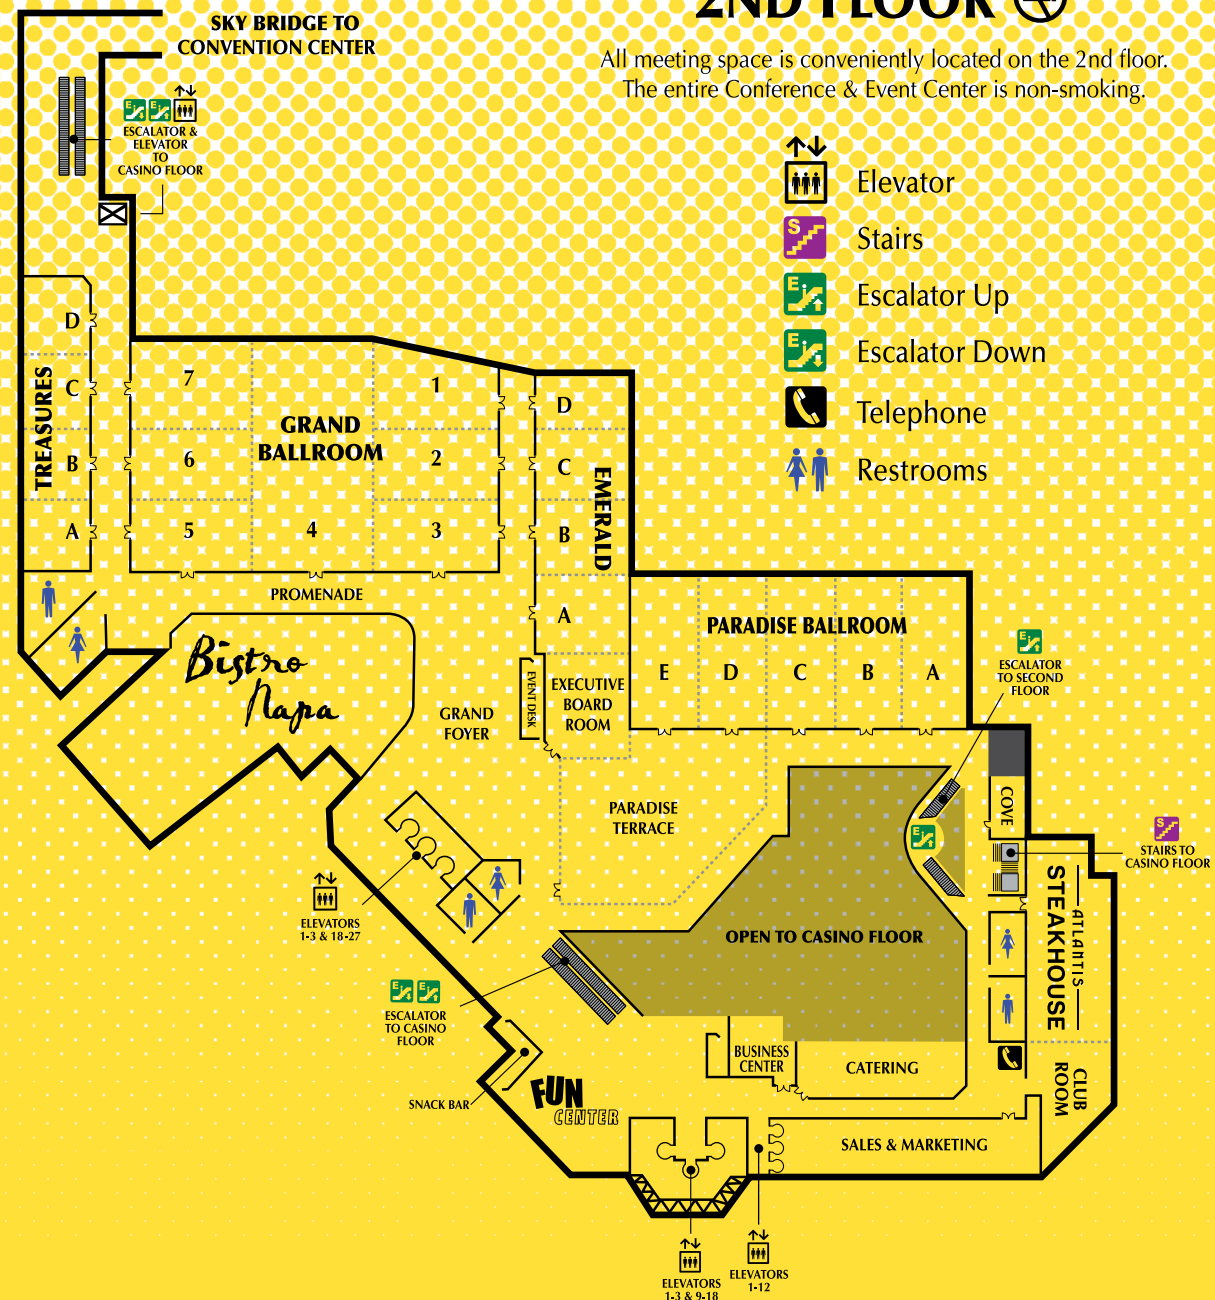 2ND FLOOR
SKY BRIDGE TO
CONVENTION CENTER
All meeting space is conveniently located on the 2nd floor.
The entire Conference & Event Center is non-smoking.
E E
ESCALATOR &
ELEVATOR
TO
CASINO FLOOR
Elevator
S
Stairs
E
Escalator Up
E
Escalator Down
Telephone
Restrooms
TREASURES
D
C
B
A
GRAND
BALLROOM
7
1
6
2
5
4
3
EMERALD
D
C
B
A
PROMENADE
Bistro
Napa
GRAND
FOYER
EVENT DESK
EXECUTIVE
BOARD
ROOM
PARADISE BALLROOM
E D C B A
E
ESCALATOR
TO SECOND
FLOOR
PARADISE
TERRACE
E
COVE
S
STAIRS TO
CASINO FLOOR
ATLANTIS
STEAKHOUSE
ELEVATORS
1-3 & 18-27
OPEN TO CASINO FLOOR
E E
ESCALATOR
TO CASINO
FLOOR
BUSINESS
CENTER
CATERING
CLUB
ROOM
SNACK BAR
FUN
CENTER
SALES & MARKETING
ELEVATORS
1-3 & 9-18
ELEVATORS
1-12